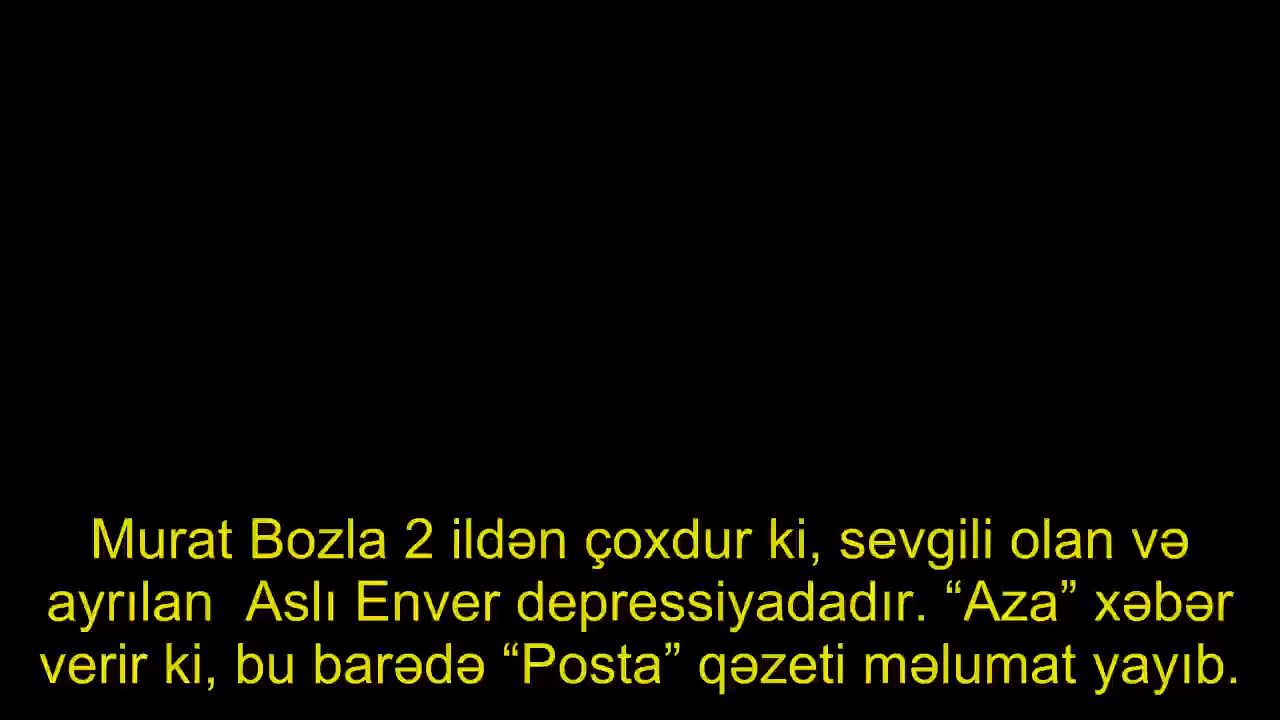 Murat Bozla 2 ildən çoxdur ki, sevgili olan və
ayrılan  Aslı Enver depressiyadadır. “Aza” xəbər
verir ki, bu barədə “Posta” qəzeti məlumat yayıb.